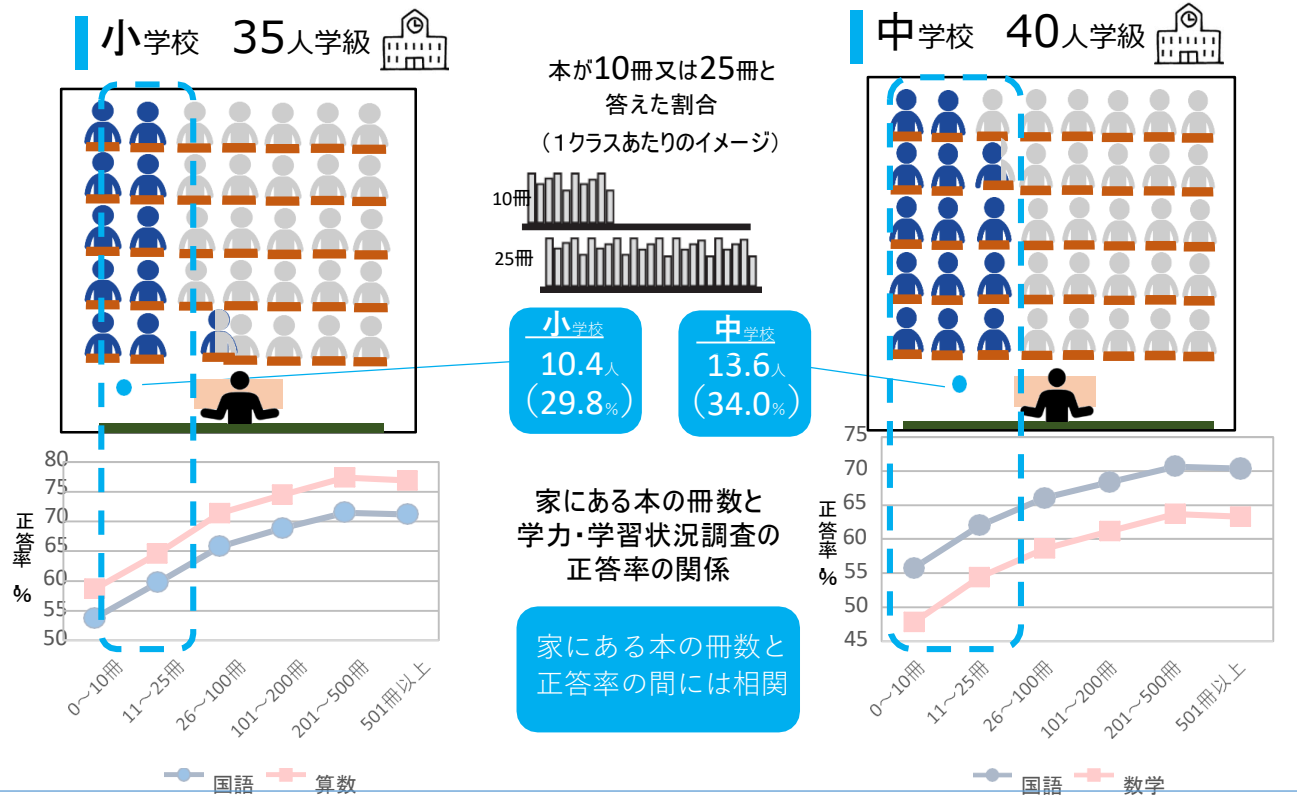 小学校 35人学級
本が10冊又は25冊と
答えた割合
(1クラスあたりのイメージ)
10冊
25冊
小学校
10.4人
(29.8%)
中学校
13.6人
(34.0%)
中学校 40人学級
80
75
70
65
60
55
50
正答率 %
0～10冊
11～25冊
26～100冊
101～200冊
201～500冊
501冊以上
国語 算数
家にある本の冊数と
学力・学習状況調査の
正答率の関係
家にある本の冊数と
正答率の間には相関
75
70
65
60
55
50
45
正答率 %
0～10冊
11～25冊
26～100冊
101～200冊
201～500冊
501冊以上
国語 数学